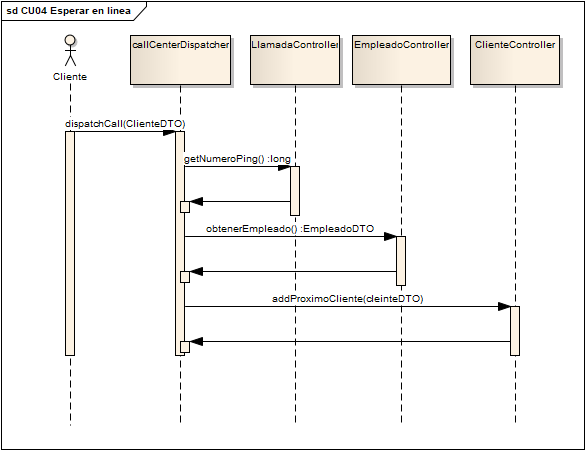 sd CU04 Esperar en linea
Cliente
callCenterDispatcher
LlamadaController
EmpleadoController
ClienteController
dispatchCall(ClienteDTO)
getNumeroPing() :long
obtenerEmpleado() :EmpleadoDTO
addProximoCliente(cleinteDTO)